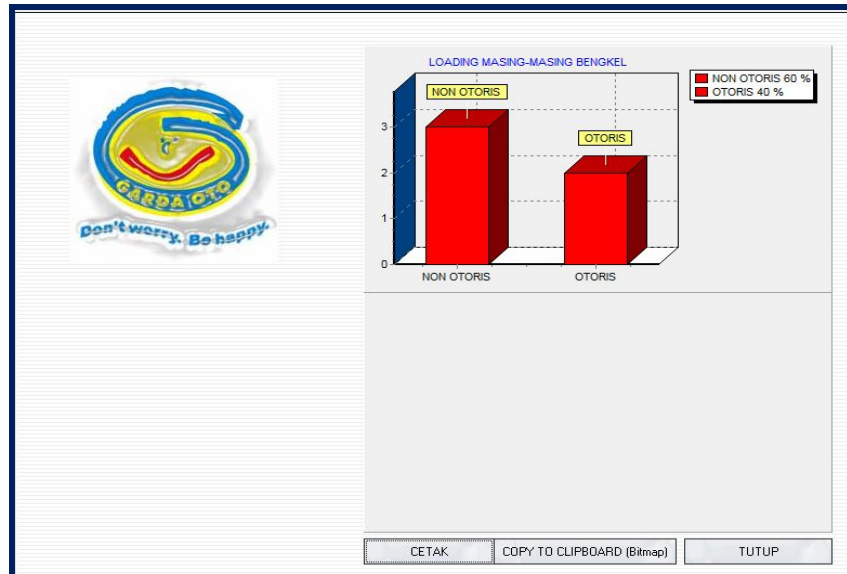 GARDA OTO
Don't worry. Be happy.
LOADING MASING-MASING BENGKEL
NON OTORIS 60 %
OTORIS 40 %
NON OTORIS
OTORIS
3
2
1
0
NON OTORIS
OTORIS
CETAK
COPY TO CLIPBOARD (Bitmap)
TUTUP